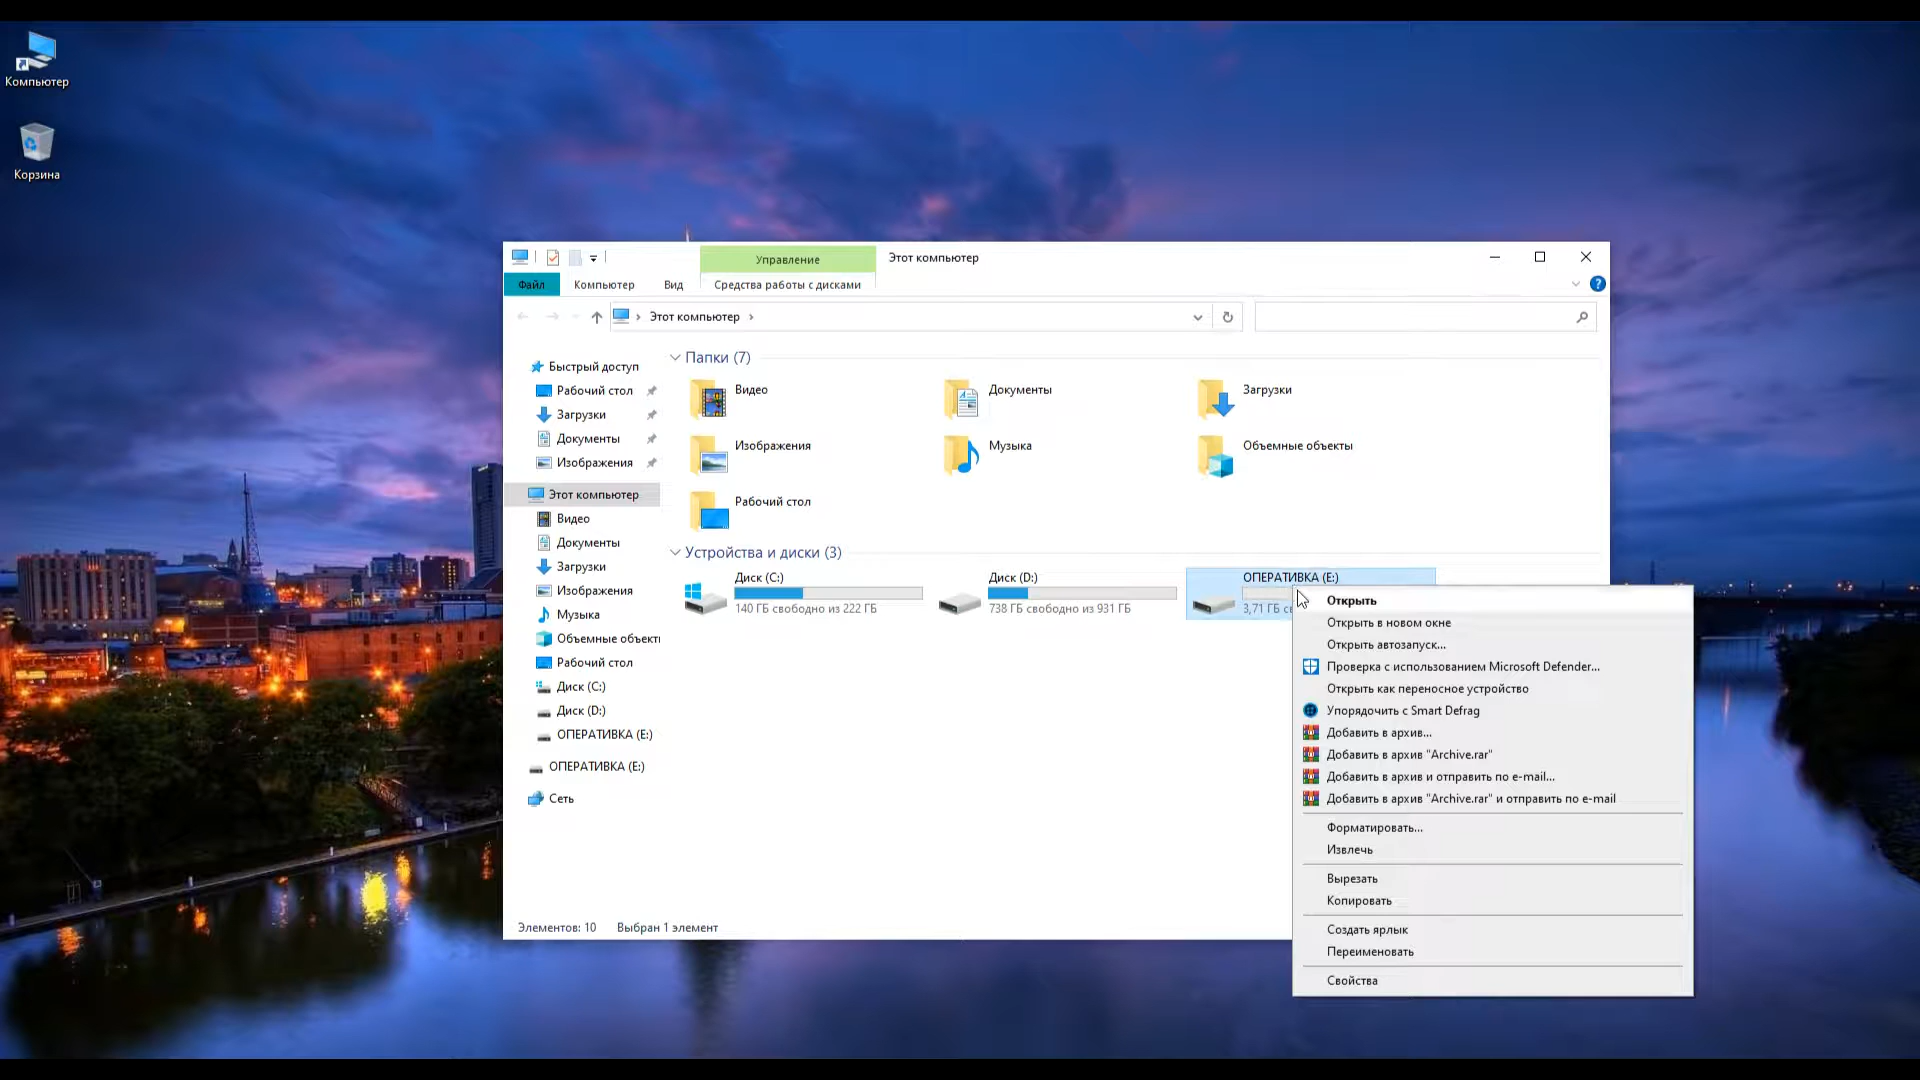 Компьютер
Корзина
Управление
Этот компьютер
Файл
Компьютер
Вид
Средства работы с дисками
Этот компьютер
Быстрый доступ
Рабочий стол
Загрузки
Документы
Изображения
Этот компьютер
Видео
Документы
Загрузки
Изображения
Музыка
Объемные объекты
Рабочий стол
Диск (C:)
Диск (D:)
ОПЕРАТИВКА (E:)
ОПЕРАТИВКА (E:)
Сеть
Папки (7)
Видео
Документы
Загрузки
Изображения
Музыка
Объемные объекты
Рабочий стол
Устройства и диски (3)
Диск (C:)
140 ГБ свободно из 222 ГБ
Диск (D:)
738 ГБ свободно из 931 ГБ
ОПЕРАТИВКА (E:)
3,71 ГБ св
Открыть
Открыть в новом окне
Открыть автозапуск...
Проверка с использованием Microsoft Defender...
Открыть как переносное устройство
Упорядочить с Smart Defrag
Добавить в архив...
Добавить в архив "Archive.rar"
Добавить в архив и отправить по e-mail...
Добавить в архив "Archive.rar" и отправить по e-mail
Форматировать...
Извлечь
Вырезать
Копировать
Создать ярлык
Переименовать
Свойства
Элементов: 10
Выбран 1 элемент